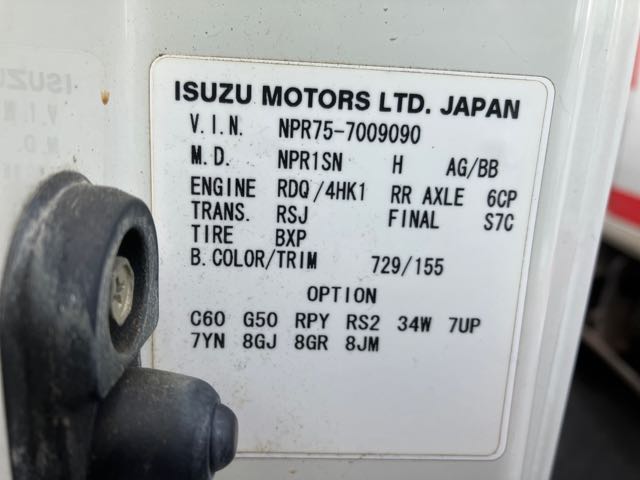 ISUZU MOTORS LTD. JAPAN
V.I.N. NPR75-7009090
M.D. NPR1SN H AG/BB
ENGINE RDQ/4HK1 RR AXLE 6CP
TRANS. RSJ FINAL S7C
TIRE BXP
B.COLOR/TRIM 729/155
OPTION
C60 G50 RPY RS2 34W 7UP
7YN 8GJ 8GR 8JM